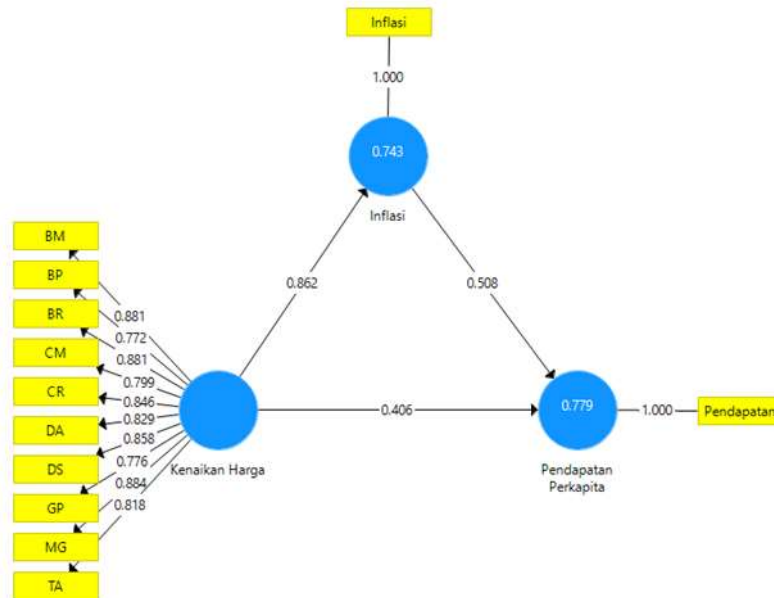 Inflasi
1.000
0.743
Inflasi
BM
BP
BR
CM
CR
DA
DS
GP
MG
TA
0.881
0.772
0.881
0.799
0.846
0.829
0.858
0.776
0.884
0.818
Kenaikan Harga
0.862
0.508
0.406
0.779
Pendapatan
Perkapita
1.000
Pendapatan